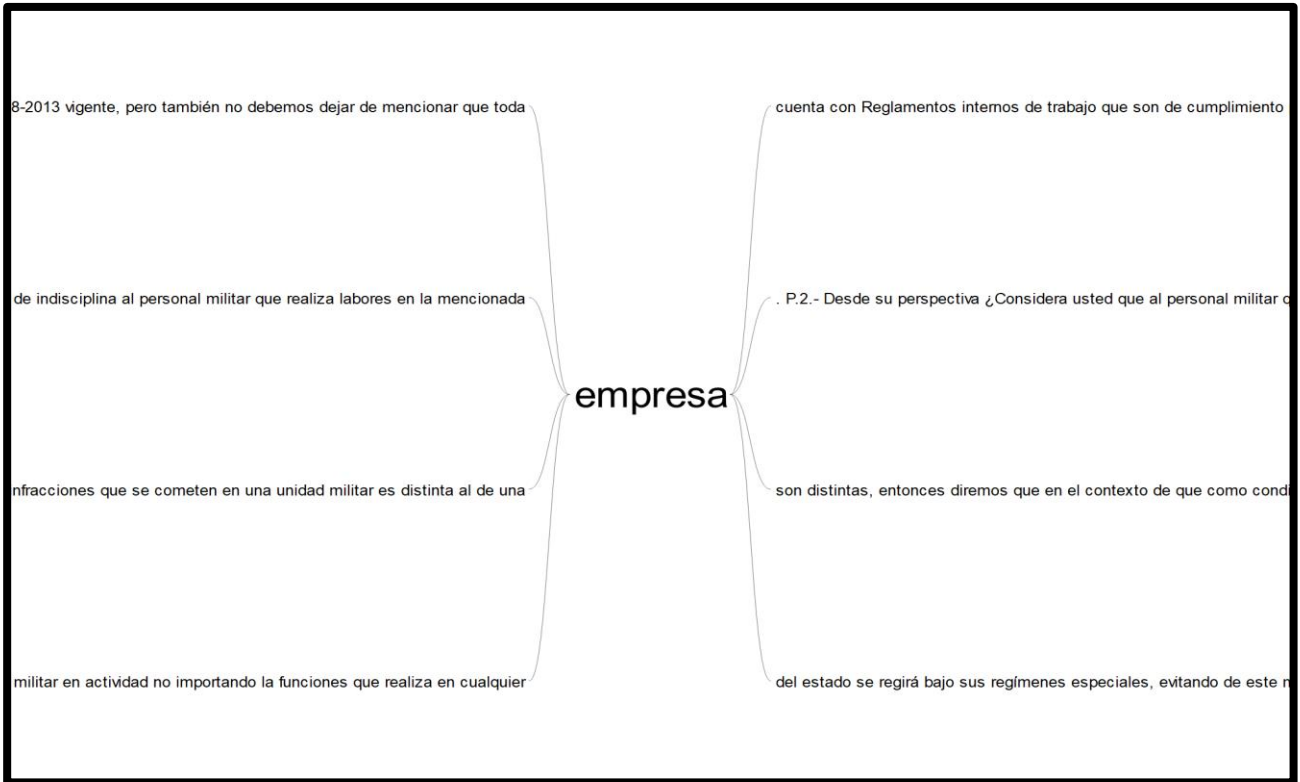 8-2013 vigente, pero también no debemos dejar de mencionar que toda
cuenta con Reglamentos internos de trabajo que son de cumplimiento
de indisciplina al personal militar que realiza labores en la mencionada
. P.2.- Desde su perspectiva ¿Considera usted que al personal militar
empresa
nfracciones que se cometen en una unidad militar es distinta al de una
son distintas, entonces diremos que en el contexto de que como condi
militar en actividad no importando la funciones que realiza en cualquier
del estado se regirá bajo sus regímenes especiales, evitando de este